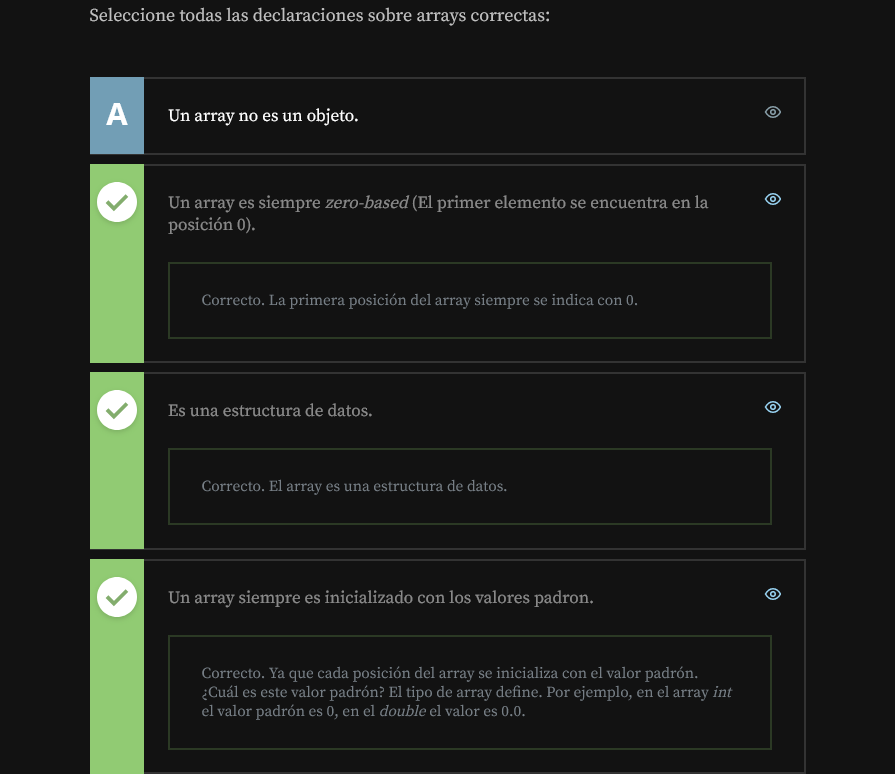 Seleccione todas las declaraciones sobre arrays correctas:
A
Un array no es un objeto.
Un array es siempre zero-based (El primer elemento se encuentra en la
posición 0).
Correcto. La primera posición del array siempre se indica con 0.
Es una estructura de datos.
Correcto. El array es una estructura de datos.
Un array siempre es inicializado con los valores padron.
Correcto. Ya que cada posición del array se inicializa con el valor padrón.
¿Cuál es este valor padrón? El tipo de array define. Por ejemplo, en el array int
el valor padrón es 0, en el double el valor es 0.0.